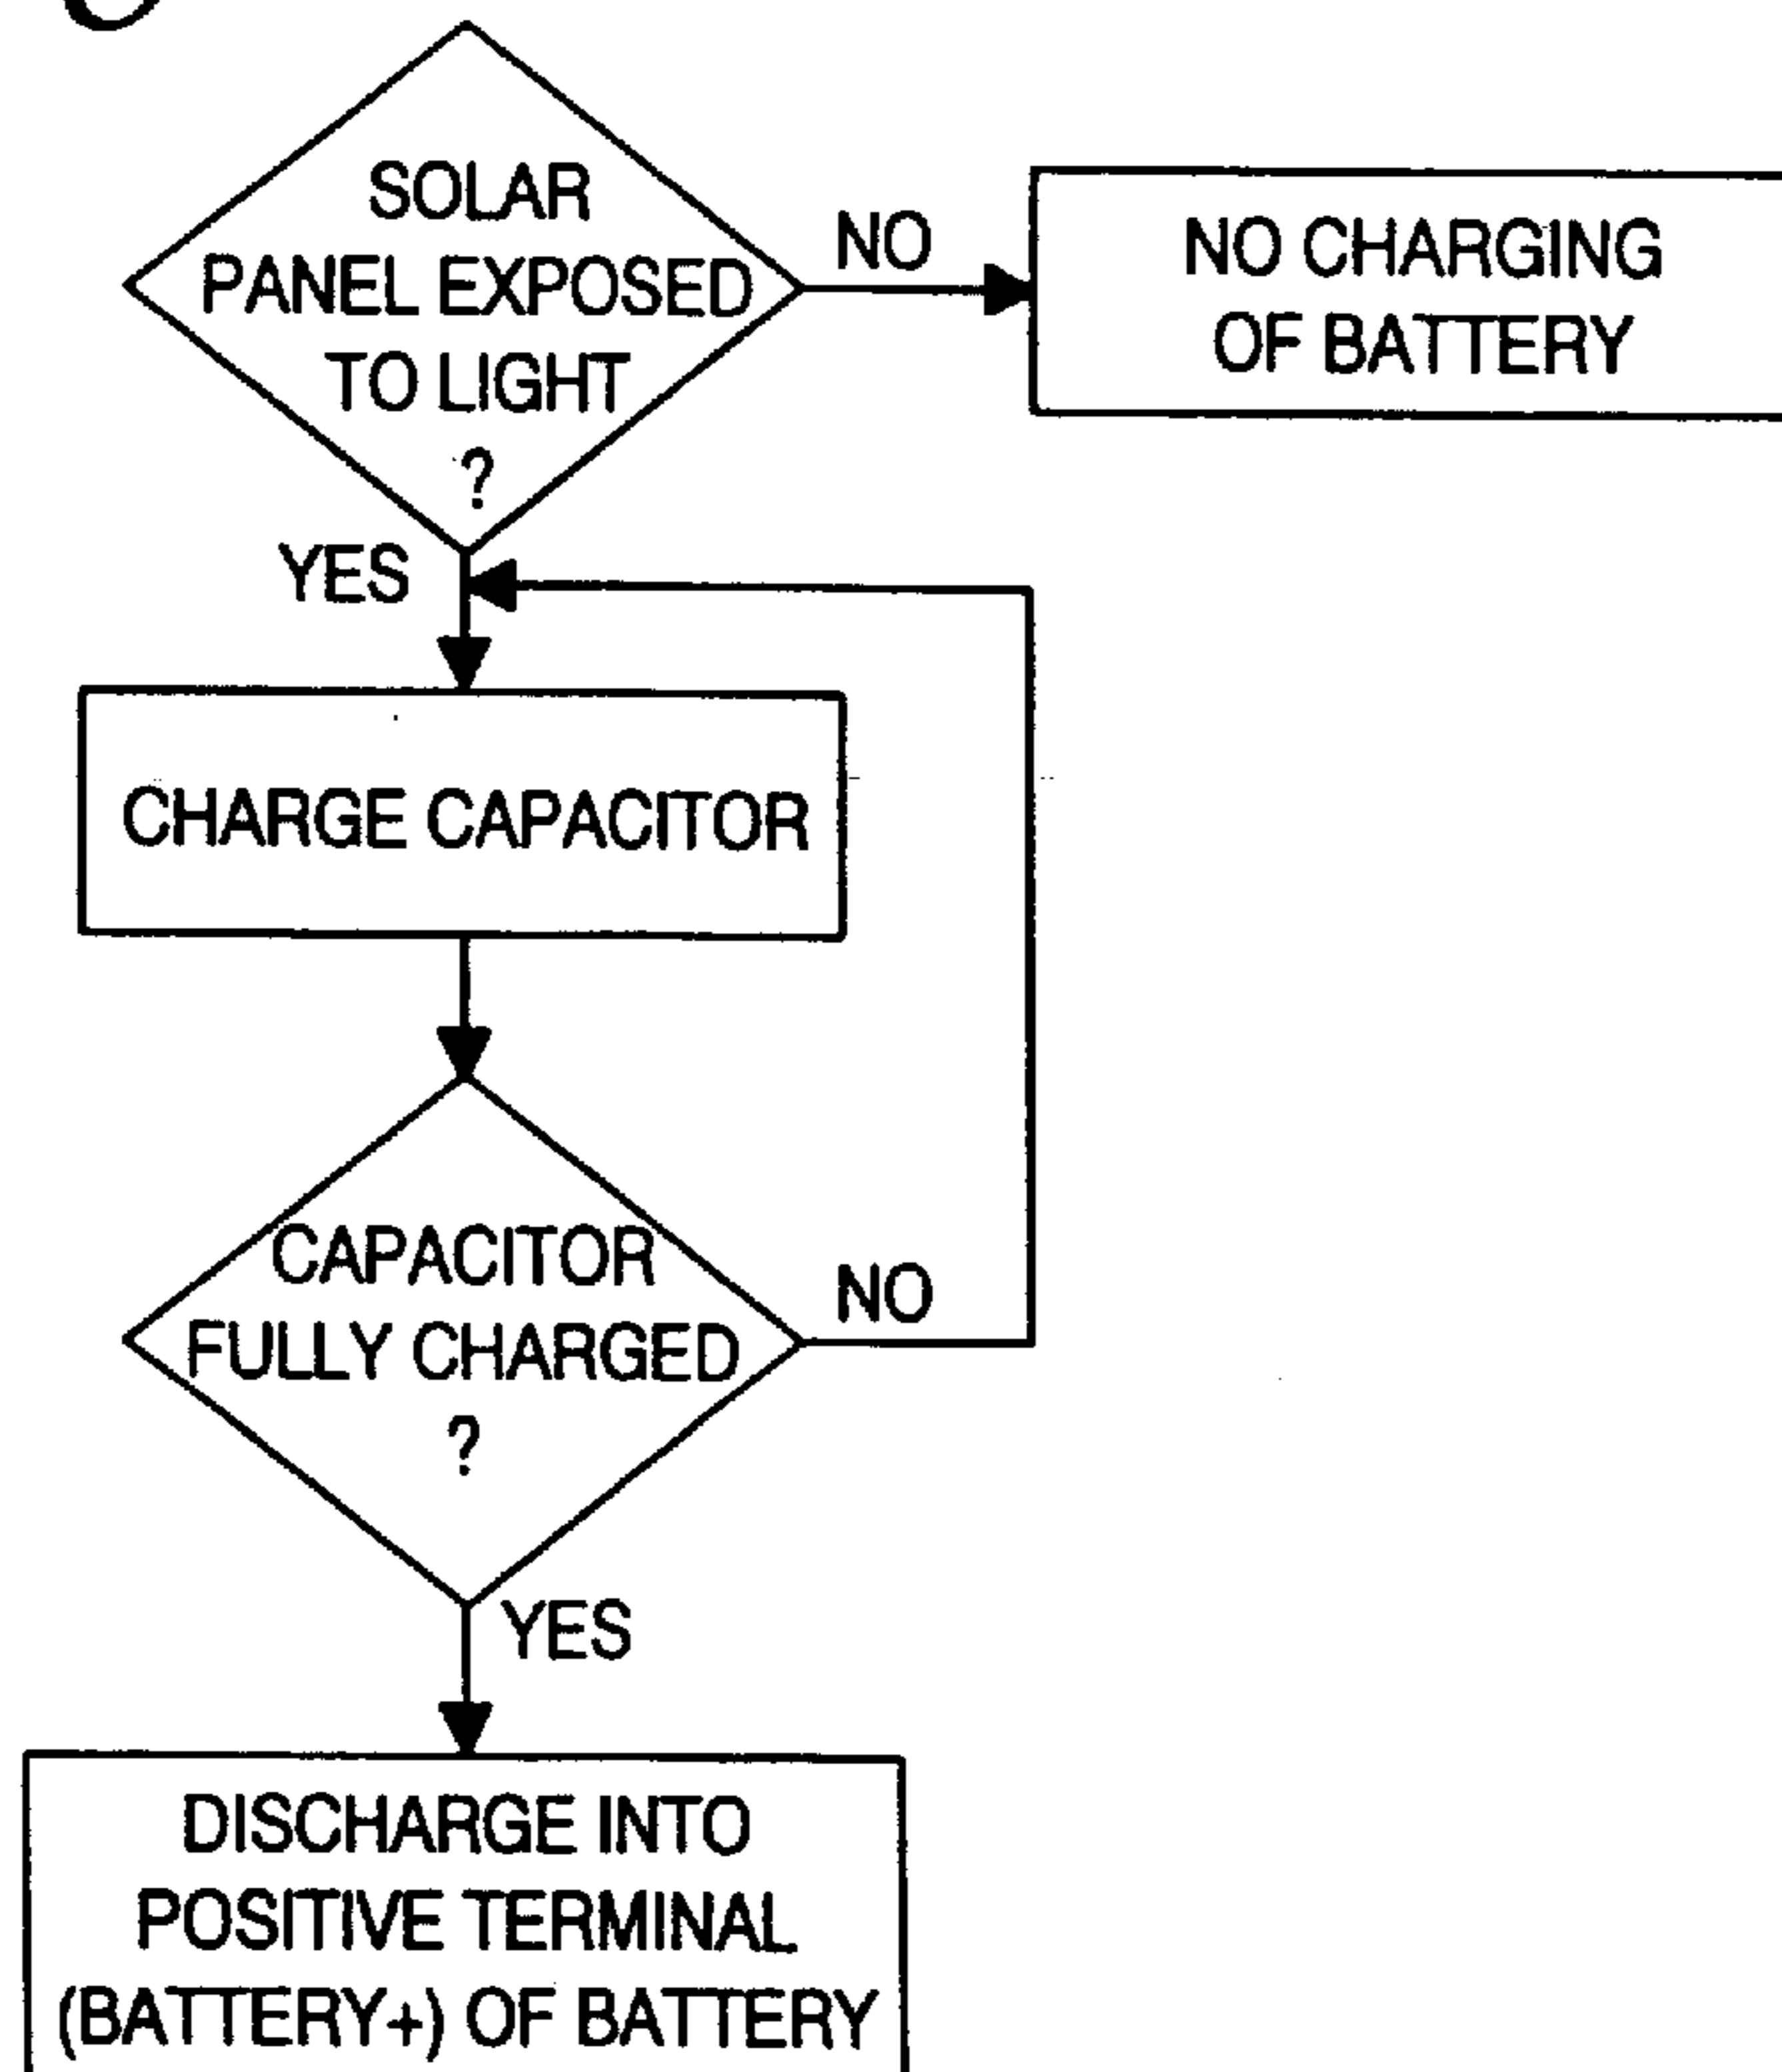 SOLAR
PANEL EXPOSED
TO LIGHT
?
NO
NO CHARGING
OF BATTERY
YES
CHARGE CAPACITOR
CAPACITOR
FULLY CHARGED
?
NO
YES
DISCHARGE INTO
POSITIVE TERMINAL
(BATTERY+) OF BATTERY